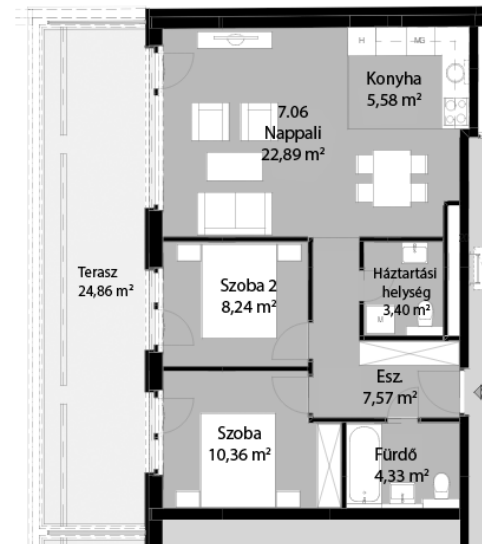 H
MG
Konyha
5,58 m²
7.06
Nappali
22,89 m²
Terasz
24,86 m²
Szoba 2
8,24 m²
Háztartási
helység
3,40 m²
M
Esz.
7,57 m²
Szoba
10,36 m²
Fürdő
4,33 m²